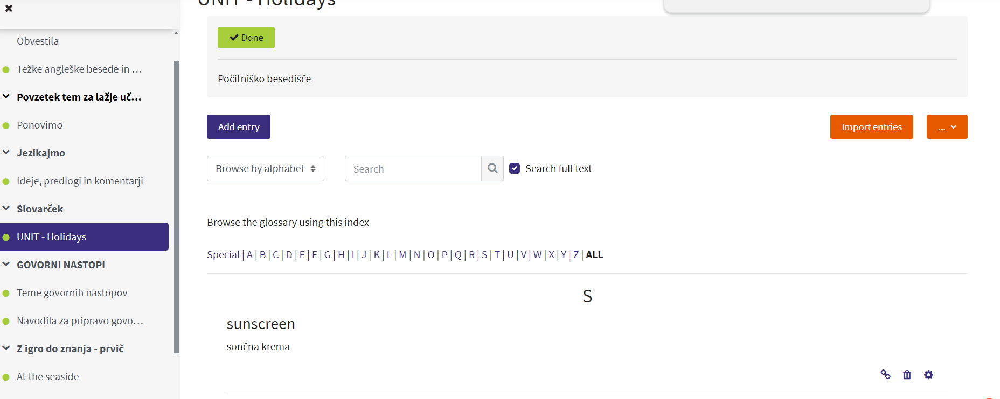 Obvestila
Težke angleške besede in ...
Povzetek tem za lažje uč...
Ponovimo
Jezikajmo
Ideje, predlogi in komentarji
Slovarček
UNIT - Holidays
GOVORNI NASTOPI
Teme govornih nastopov
Navodila za pripravo govo...
Z igro do znanja - prvič
At the seaside
UNIT - Holidays
Done
Počitniško besedišče
Add entry
Import entries
...
Browse by alphabet
Search
Search full text
Browse the glossary using this index
Special | A | B | C | D | E | F | G | H | I | J | K | L | M | N | O | P | Q | R | S | T | U | V | W | X | Y | Z | ALL
S
sunscreen
sončna krema